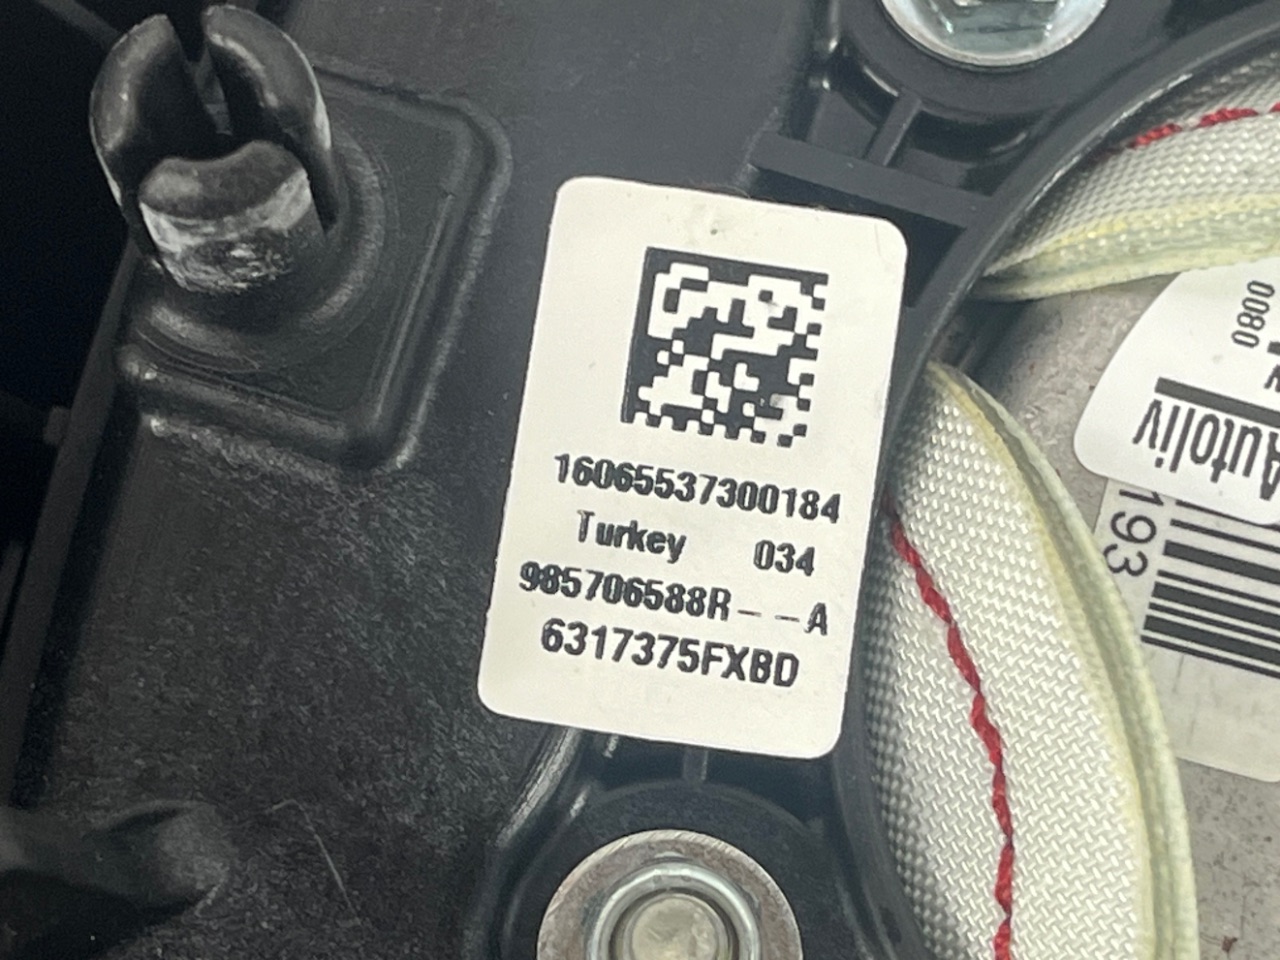 16065537300184
Turkey 034
985706588R--A
6317375FXBD
0080
Autoliv
193